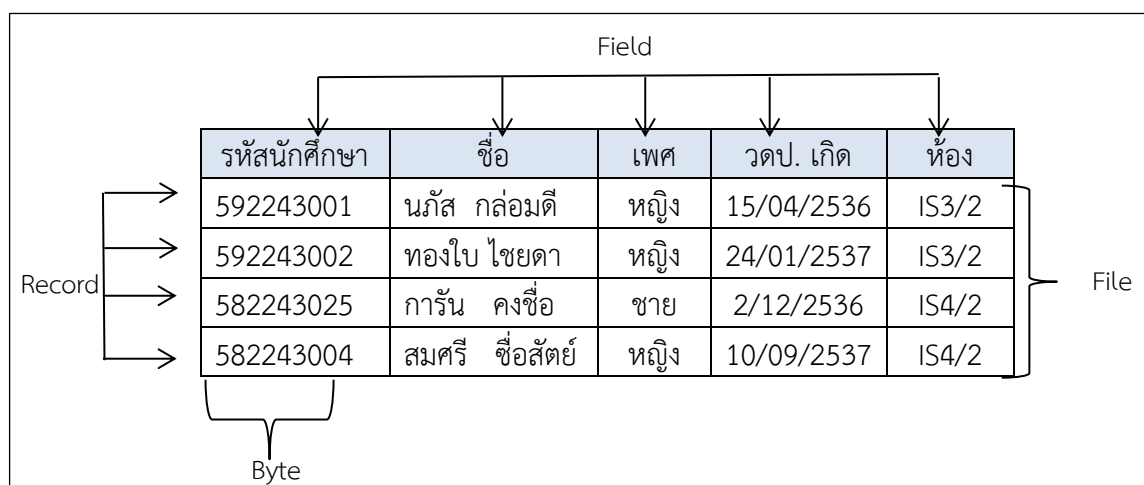 Field
รหัสนักศึกษา ชื่อ เพศ วดป. เกิด ห้อง
592243001 นภัส กล่อมดี หญิง 15/04/2536 IS3/2
592243002 ทองใบ ไชยดา หญิง 24/01/2537 IS3/2
Record
File
582243025 การัน คงชื่อ ชาย 2/12/2536 IS4/2
582243004 สมศรี ซื่อสัตย์ หญิง 10/09/2537 IS4/2
Byte